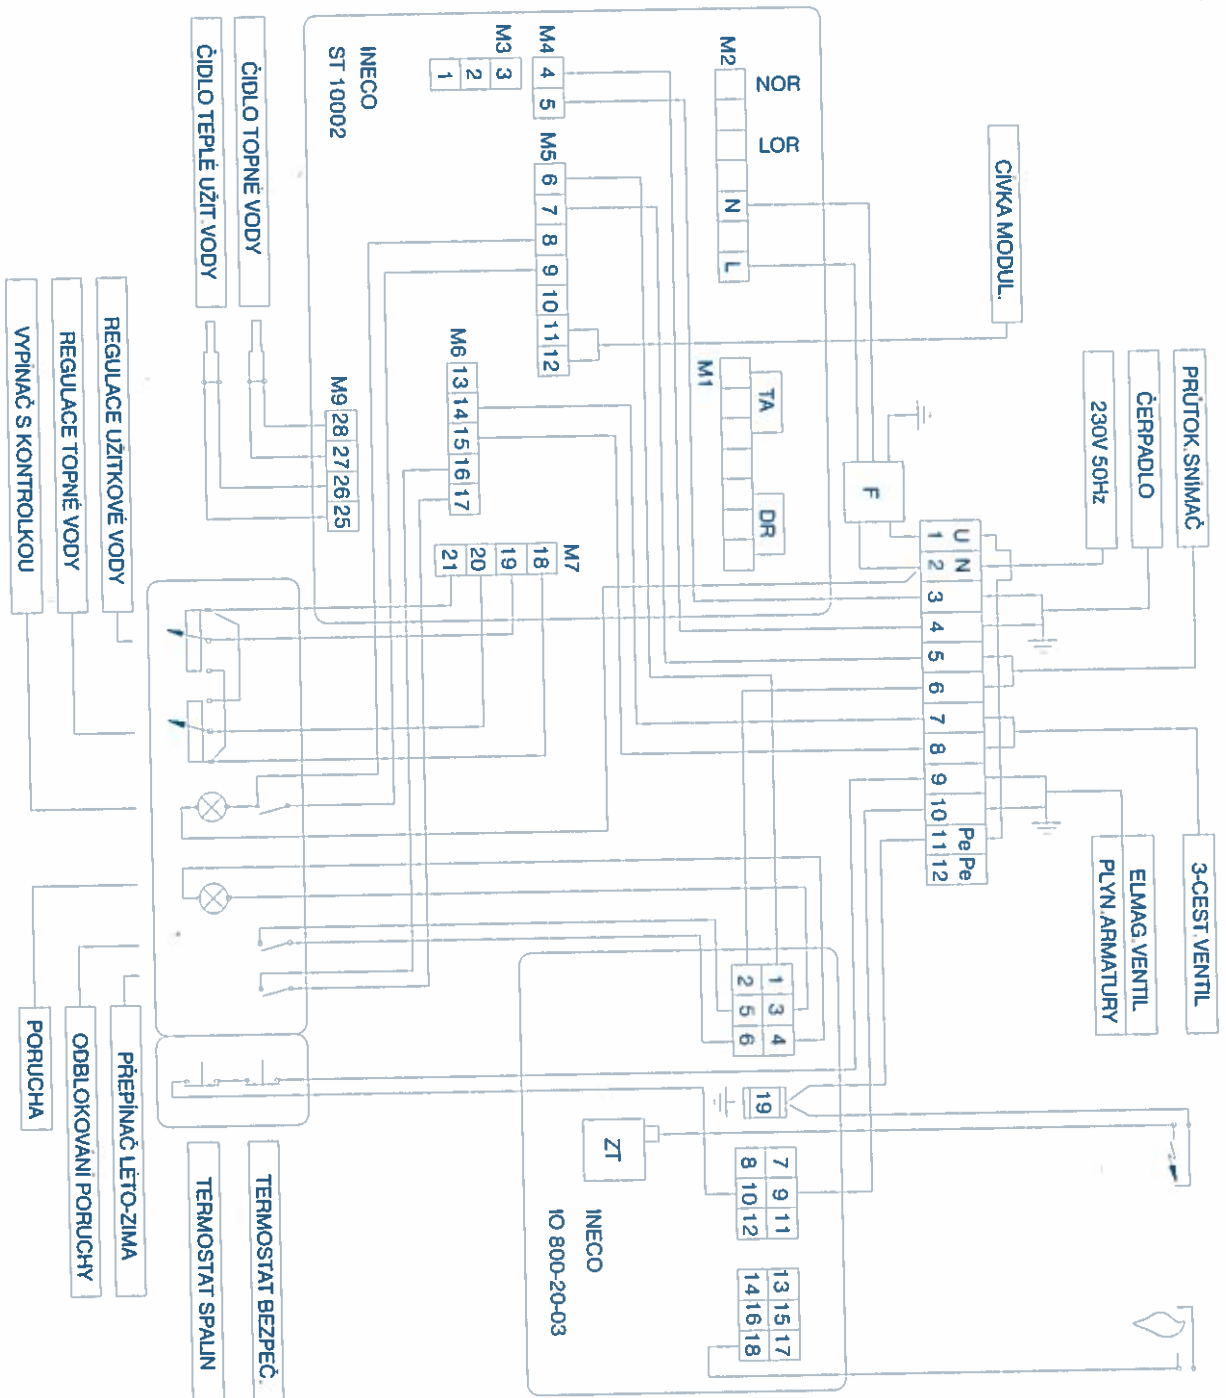 3-CEST.VENTIL
PRŮTOK.SNÍMAČ
ELMAG.VENTIL
PLYN.ARMATURY
ČERPADLO
230V 50Hz
CÍVKA MODUL.
U N Pe Pe
1 2 3 4 5 6 7 8 9 10 11 12
F
NOR LOR
M2
N L
TA DR
M1
1 3 4
2 5 6
19
7 9 11
8 10 12
13 15 17
14 16 18
ZT
INECO
IO 800-20-03
M4 4 5
M5 6 7 8 9 10 11 12
M3
3
2
1
M7
18
19
20
21
M6 13 14 15 16 17
INECO
ST 10002
M9 28 27 26 25
ČIDLO TOPNÉ VODY
ČIDLO TEPLÉ UŽIT.VODY
TERMOSTAT BEZPEČ.
TERMOSTAT SPALIN
REGULACE UŽITKOVÉ VODY
PŘEPÍNAČ LÉTO-ZIMA
REGULACE TOPNÉ VODY
ODBLOKOVÁNÍ PORUCHY
VYPÍNAČ S KONTROLKOU
PORUCHA